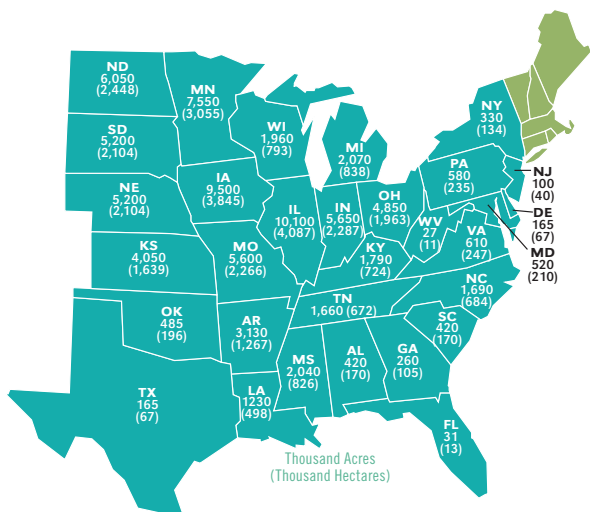 ND
6,050
(2,448)
MN
7,550
(3,055)
SD
5,200
(2,104)
WI
1,960
(793)
MI
2,070
(838)
NY
330
(134)
NE
5,200
(2,104)
IA
9,500
(3,845)
IL
10,100
(4,087)
IN
5,650
(2,287)
OH
4,850
(1,963)
PA
580
(235)
NJ
100
(40)
DE
165
(67)
MD
520
(210)
WV
27
(11)
VA
610
(247)
KS
4,050
(1,639)
MO
5,600
(2,266)
KY
1,790
(724)
NC
1,690
(684)
TN
1,660 (672)
OK
485
(196)
AR
3,130
(1,267)
SC
420
(170)
MS
2,040
(826)
AL
420
(170)
GA
260
(105)
TX
165
(67)
LA
1230
(498)
FL
31
(13)
Thousand Acres
(Thousand Hectares)